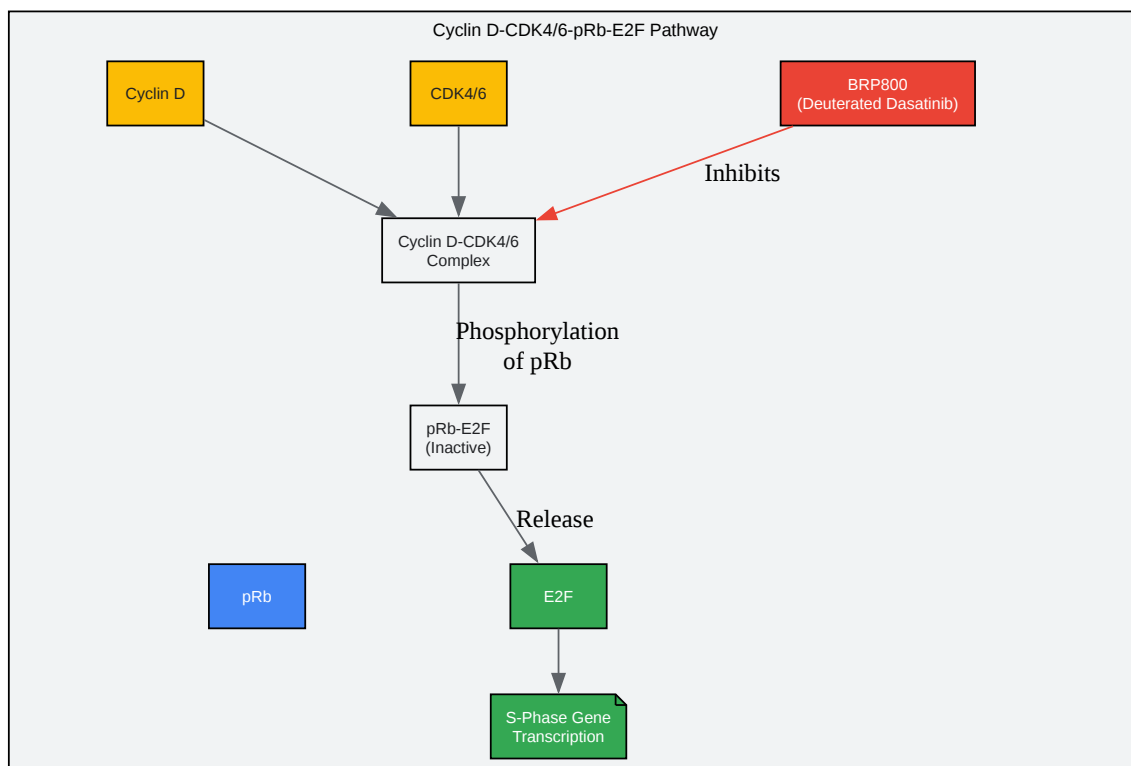 Cyclin D-CDK4/6-pRb-E2F Pathway
Cyclin D
CDK4/6
BRP800
(Deuterated Dasatinib)
Inhibits
Cyclin D-CDK4/6
Complex
Phosphorylation
of pRb
pRb-E2F
(Inactive)
Release
pRb
E2F
S-Phase Gene
Transcription